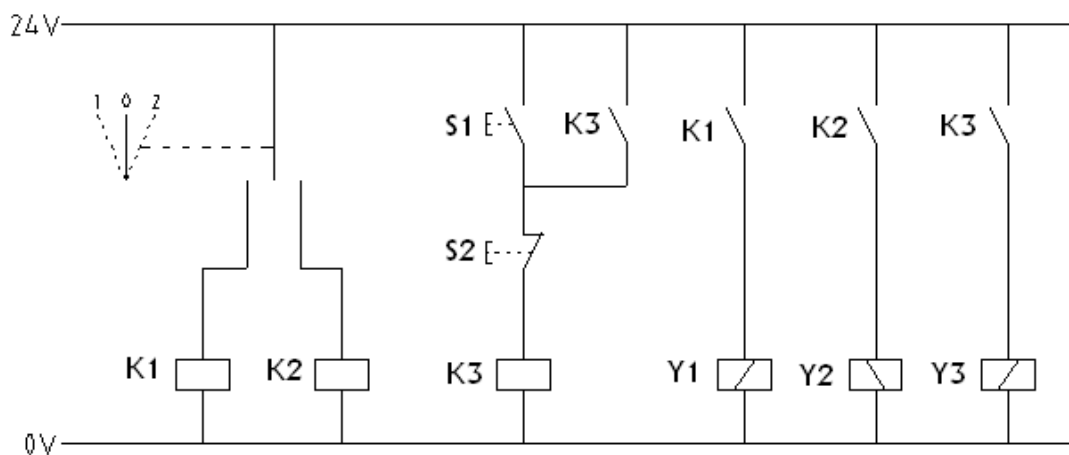 24V
1 0 2
S1 K3 K1 K2 K3
S2
K1 K2 K3 Y1 Y2 Y3
0V